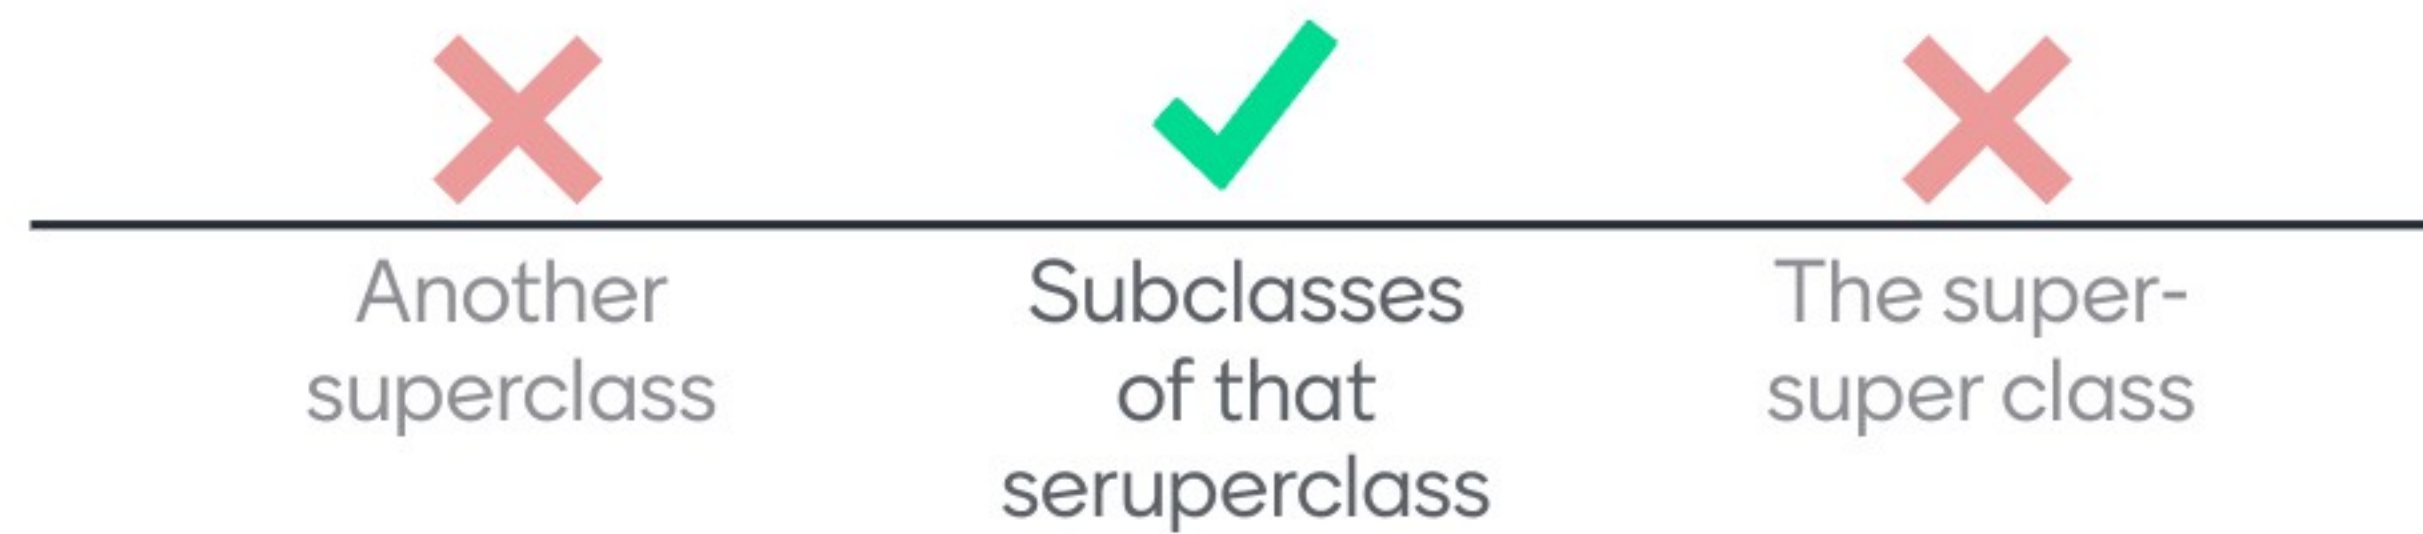 Another
superclass
Subclasses
of that
seruperclass
The super-
super class